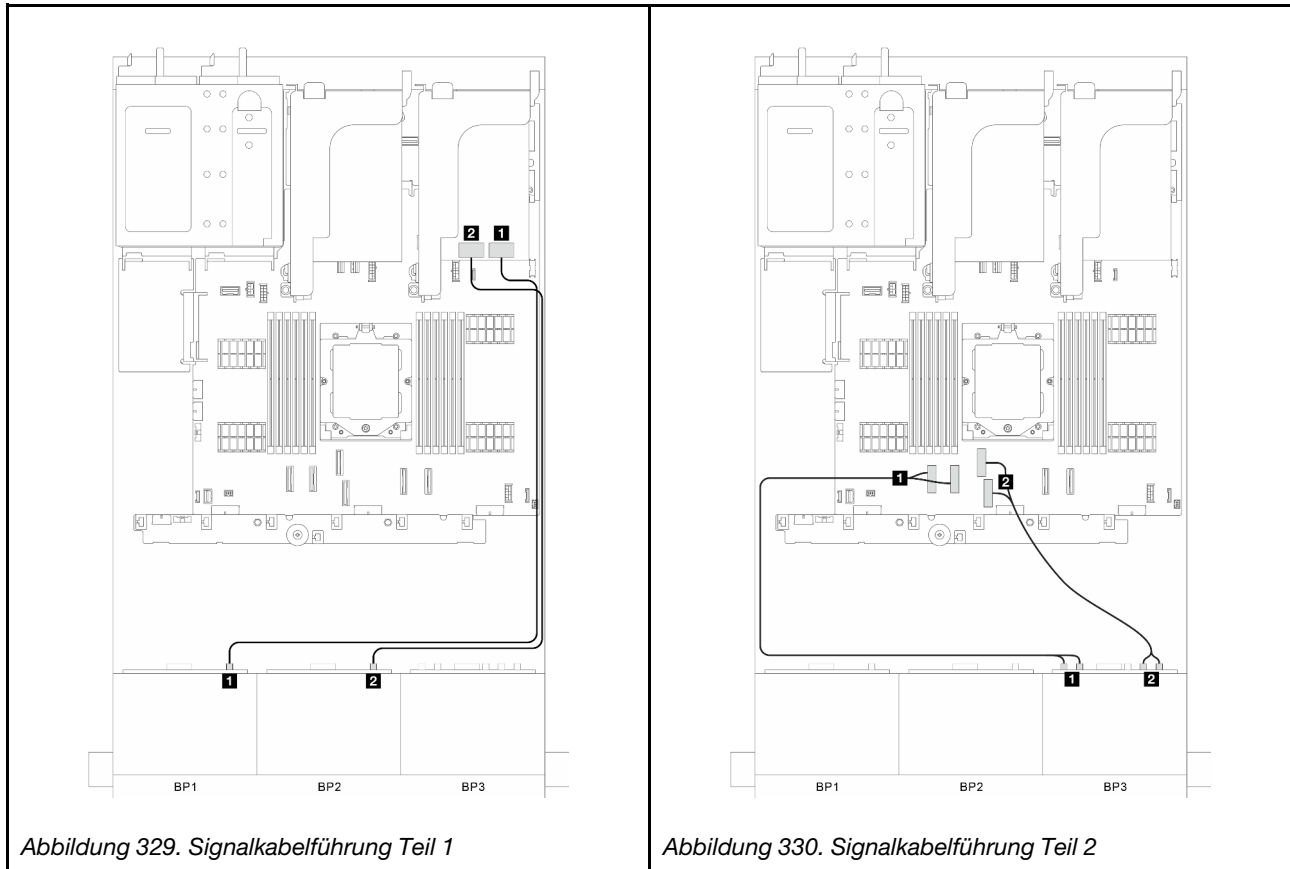 2 1
1 2
BP1 BP2 BP3
Abbildung 329. Signalkabelführung Teil 1
1 2
1 2
BP1 BP2 BP3
Abbildung 330. Signalkabelführung Teil 2